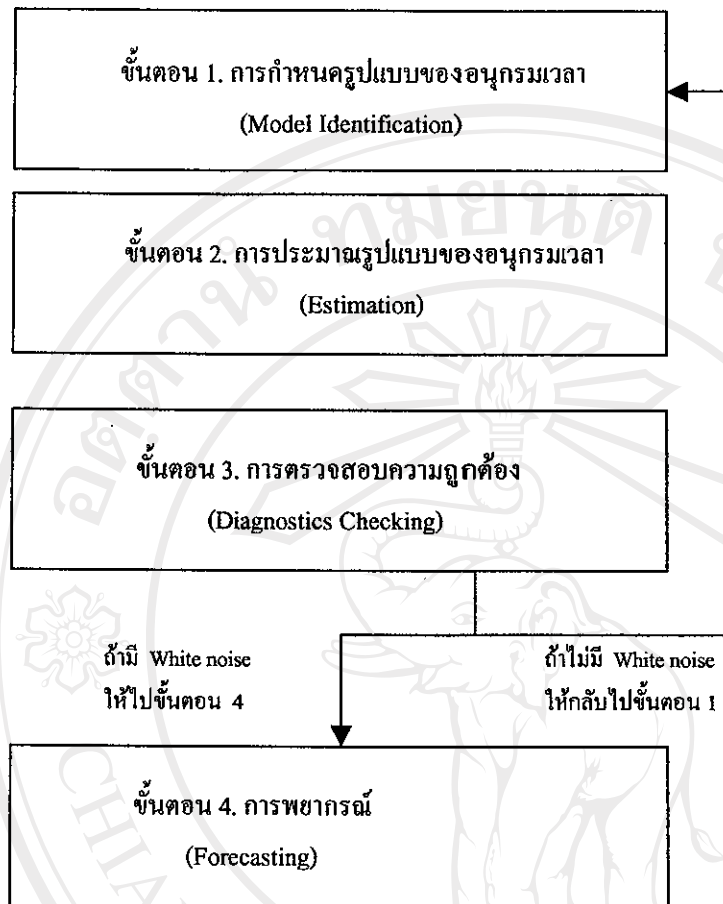 ขั้นตอน 1. การกำหนดรูปแบบของอนุกรมเวลา
(Model Identification)
ขั้นตอน 2. การประมาณรูปแบบของอนุกรมเวลา
(Estimation)
ขั้นตอน 3. การตรวจสอบความถูกต้อง
(Diagnostics Checking)
ถ้ามี White noise
ให้ไปขั้นตอน 4
ถ้าไม่มี White noise
ให้กลับไปขั้นตอน 1
ขั้นตอน 4. การพยากรณ์
(Forecasting)